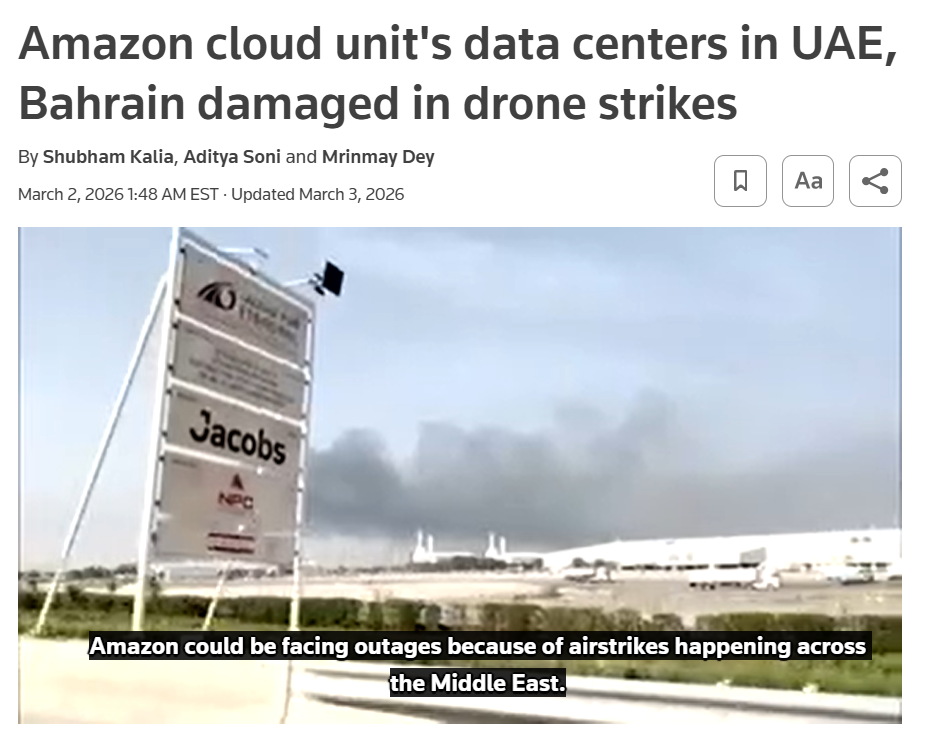 Amazon cloud unit's data centers in UAE,
Bahrain damaged in drone strikes
By Shubham Kalia, Aditya Soni and Mrinmay Dey
March 2, 2026 1:48 AM EST · Updated March 3, 2026
Aa
Jacobs
NPC
Amazon could be facing outages because of airstrikes happening across
the Middle East.